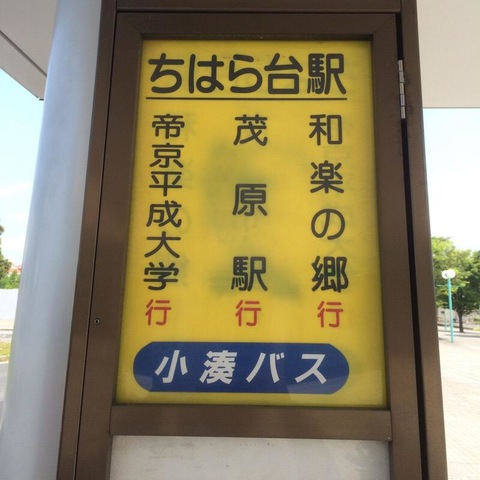 ちはら台駅
和楽の郷行
茂原駅行
帝京平成大学行
小湊バス